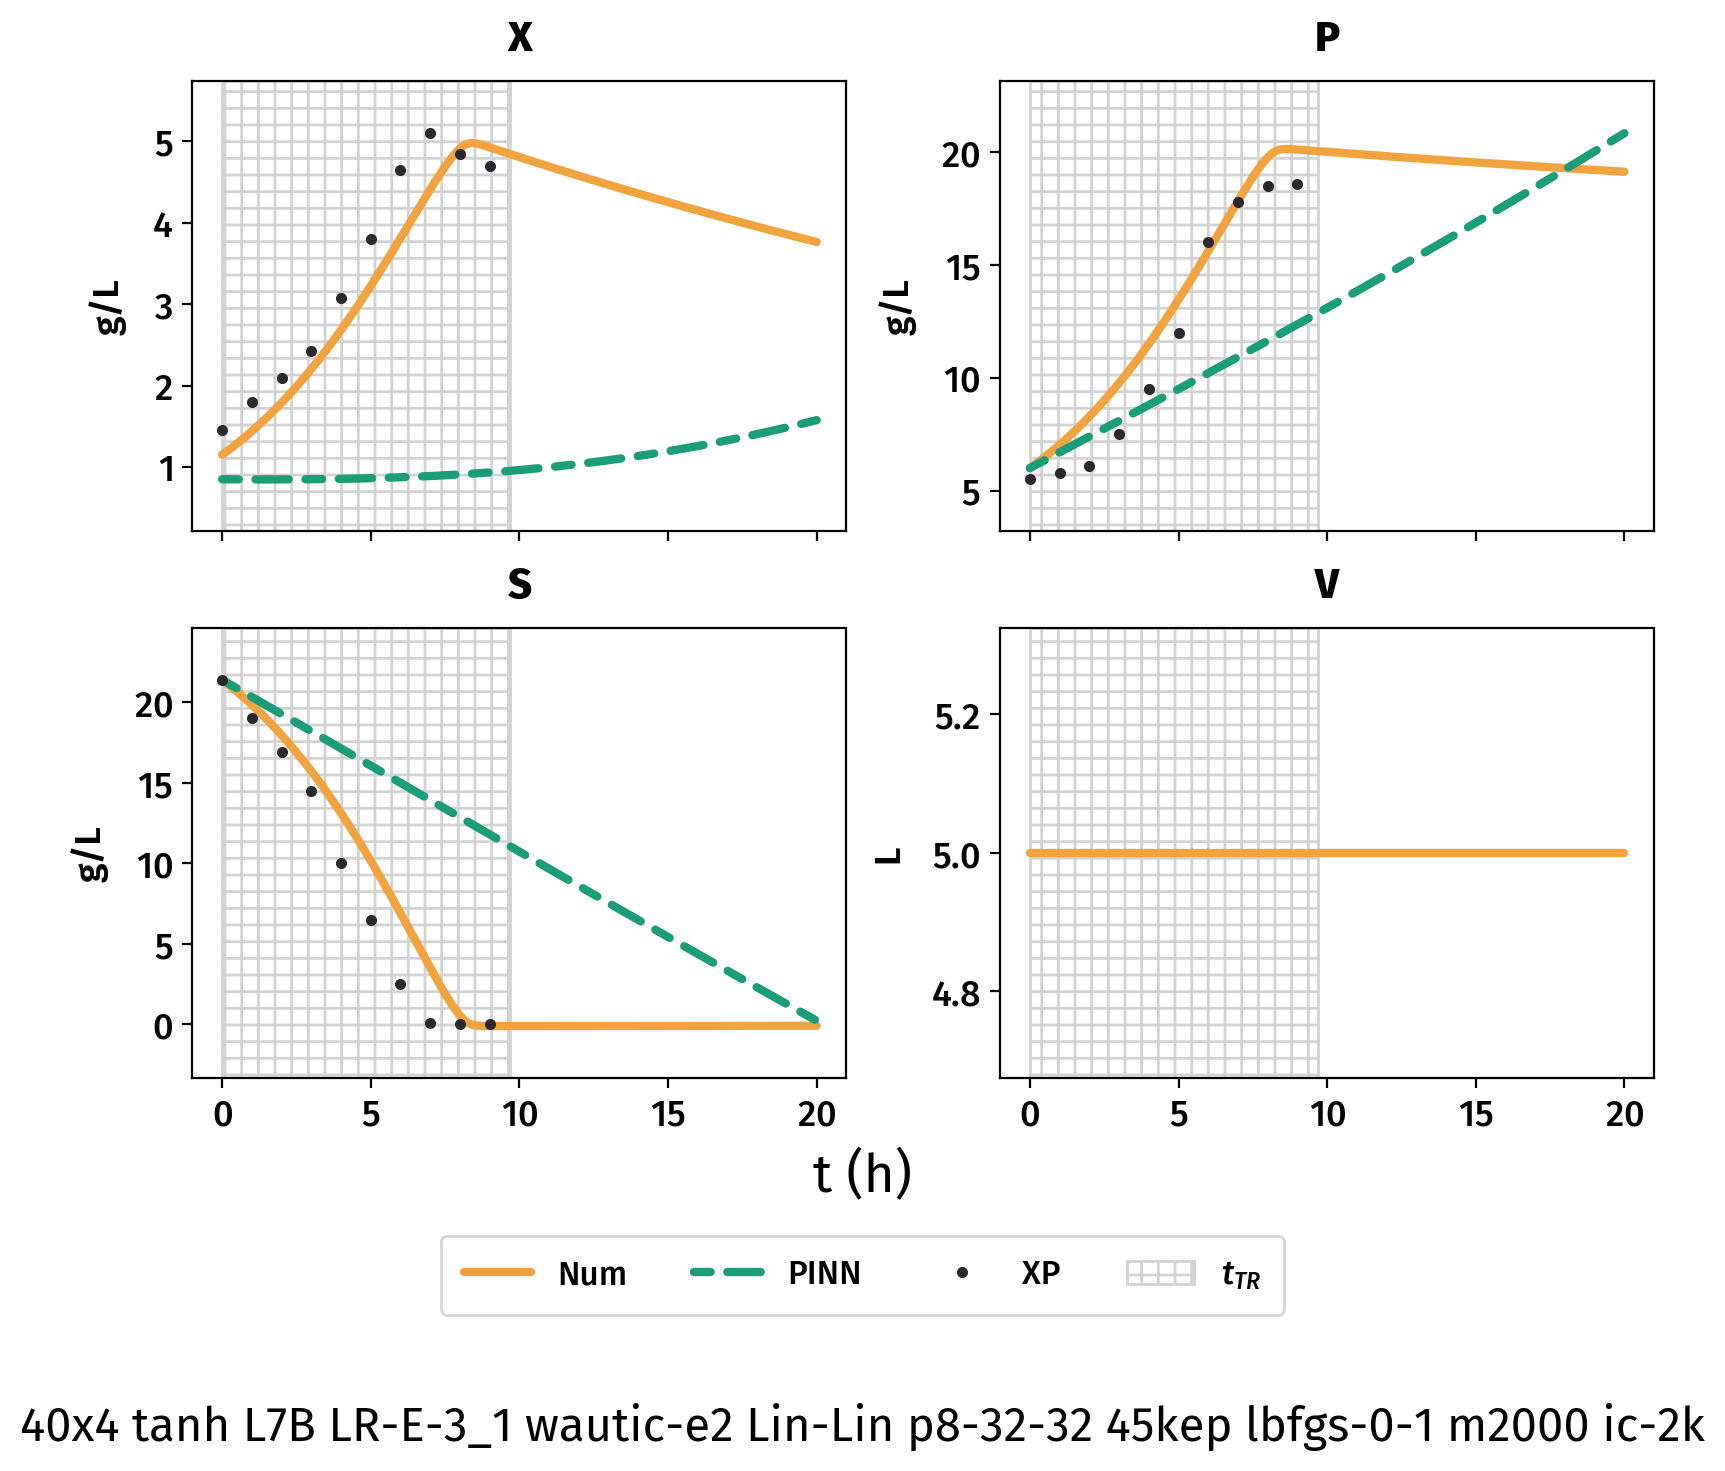 X
P
5
4
3
2
1
g/L
20
15
10
5
g/L
S
V
20
15
10
5
0
g/L
0 5 10 15 20
5.2
5.0
4.8
L
0 5 10 15 20
t (h)
Num PINN XP tTR
40x4 tanh L7B LR-E-3_1 wautic-e2 Lin-Lin p8-32-32 45kep lbfgs-0-1 m2000 ic-2k